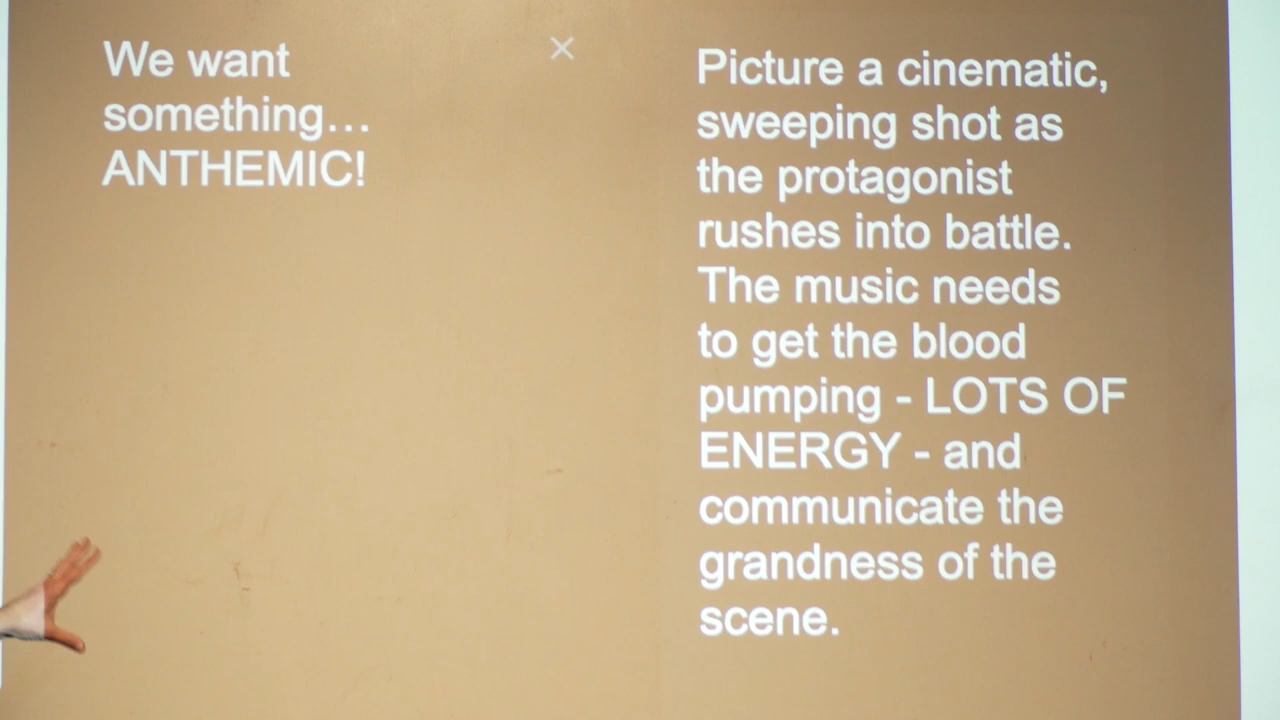 We want
something…
ANTHEMIC!
Picture a cinematic,
sweeping shot as
the protagonist
rushes into battle.
The music needs
to get the blood
pumping - LOTS OF
ENERGY - and
communicate the
grandness of the
scene.